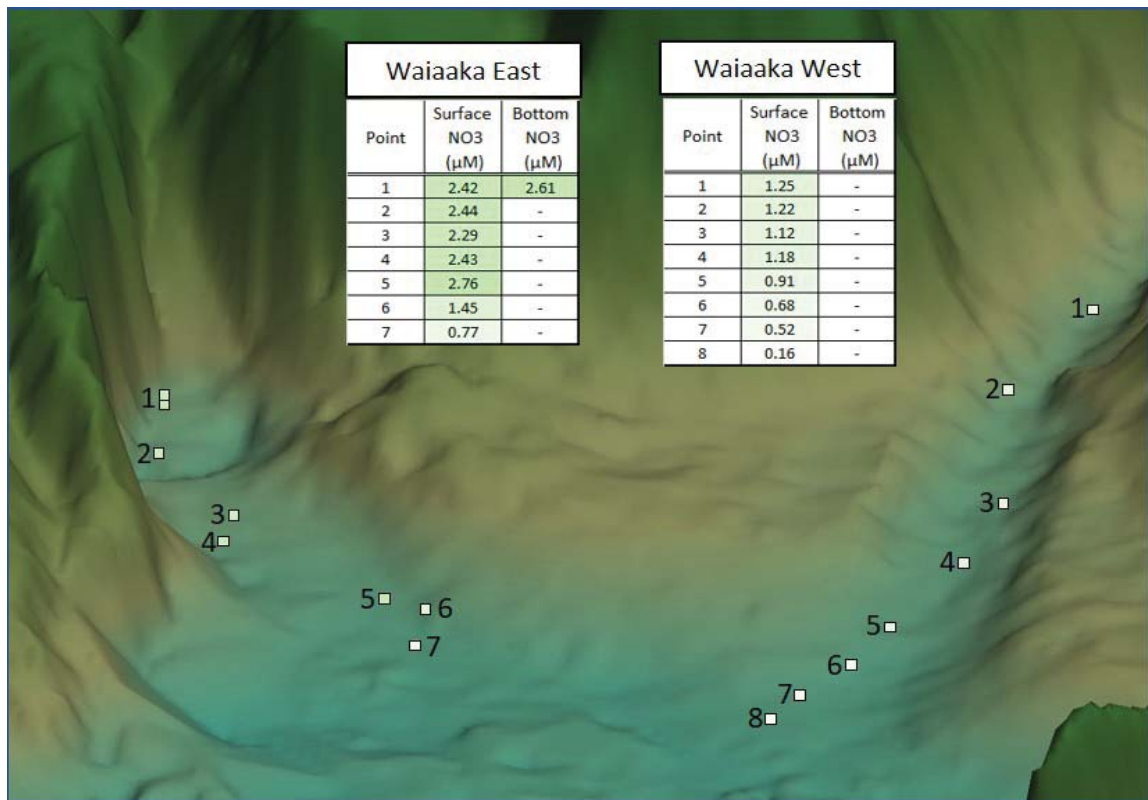 Waiaaka East
Point Surface NO3 (µM) Bottom NO3 (µM)
1 2.42 2.61
2 2.44 -
3 2.29 -
4 2.43 -
5 2.76 -
6 1.45 -
7 0.77 -
Waiaaka West
Point Surface NO3 (µM) Bottom NO3 (µM)
1 1.25 -
2 1.22 -
3 1.12 -
4 1.18 -
5 0.91 -
6 0.68 -
7 0.52 -
8 0.16 -
1
2
3
4
5
6
7
1
2
3
4
5
6
7
8